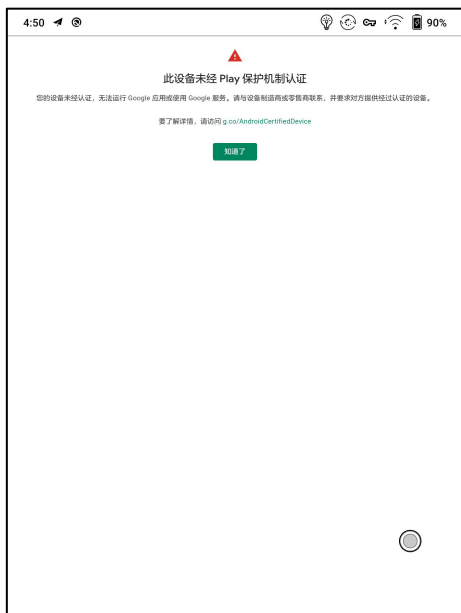 4:50
90%
此设备未经 Play 保护机制认证
您的设备未经认证，无法运行 Google 应用或使用 Google 服务。请与设备制造商或零售商联系，并要求对方提供经过认证的设备。
要了解详情，请访问 g.co/AndroidCertifiedDevice
知道了